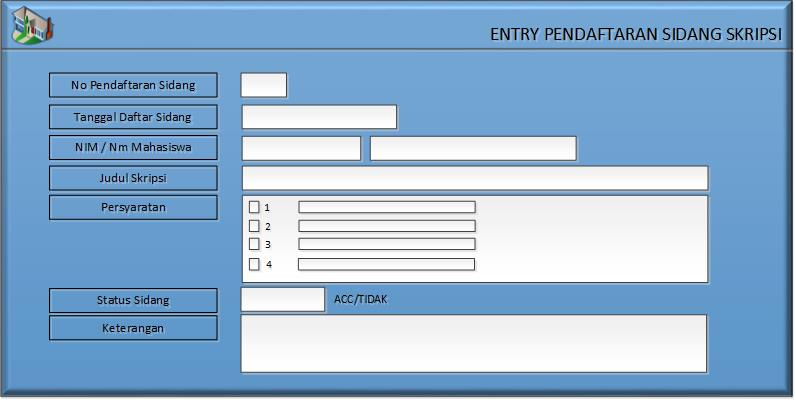 ENTRY PENDAFTARAN SIDANG SKRIPSI
No Pendaftaran Sidang
Tanggal Daftar Sidang
NIM / Nm Mahasiswa
Judul Skripsi
Persyaratan
1
2
3
4
Status Sidang ACC/TIDAK
Keterangan